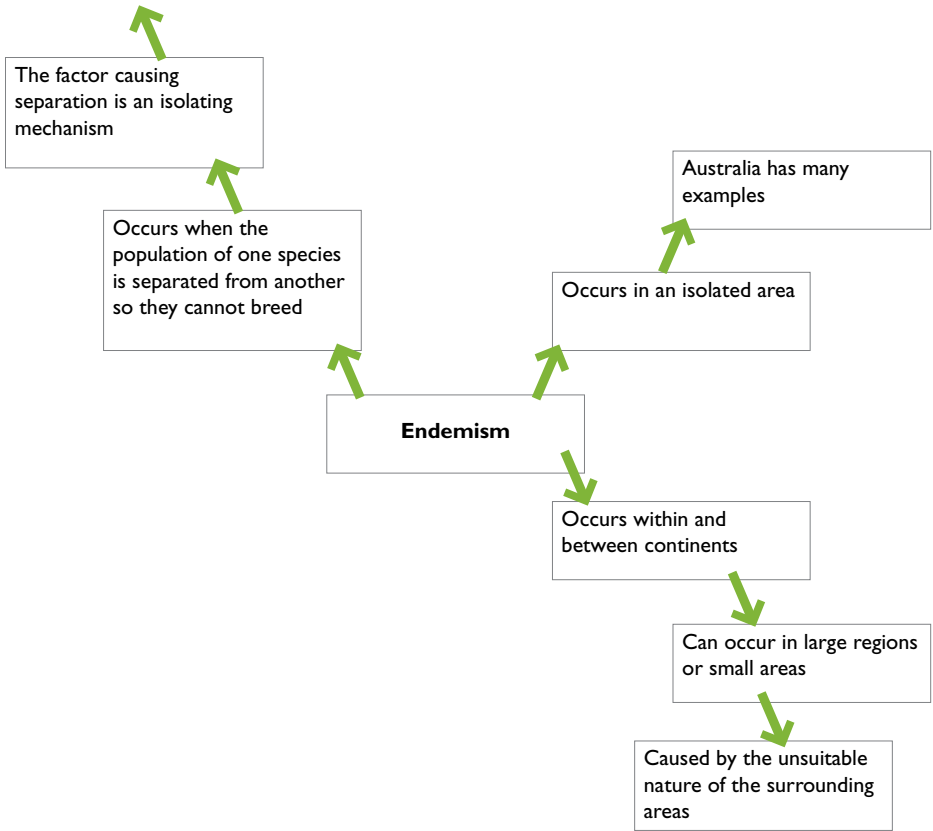 The factor causing
separation is an isolating
mechanism
Australia has many
examples
Occurs when the
population of one species
is separated from another
so they cannot breed
Occurs in an isolated area
Endemism
Occurs within and
between continents
Can occur in large regions
or small areas
Caused by the unsuitable
nature of the surrounding
areas